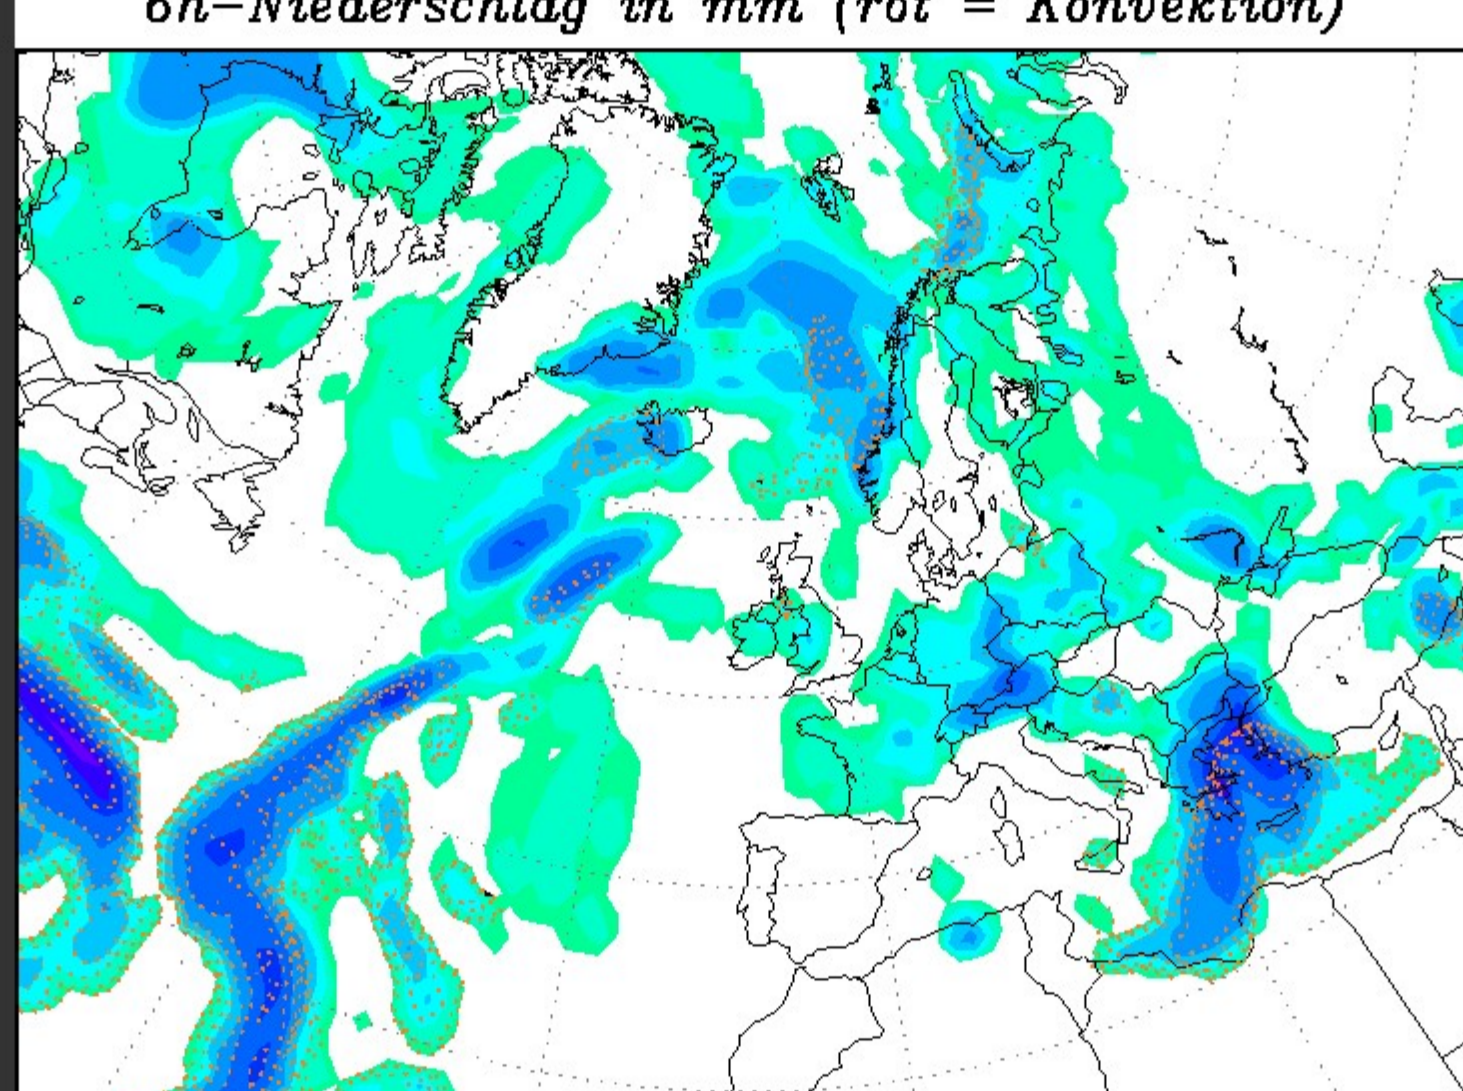 6h-Niederschlag in mm (rot = Konvektion)